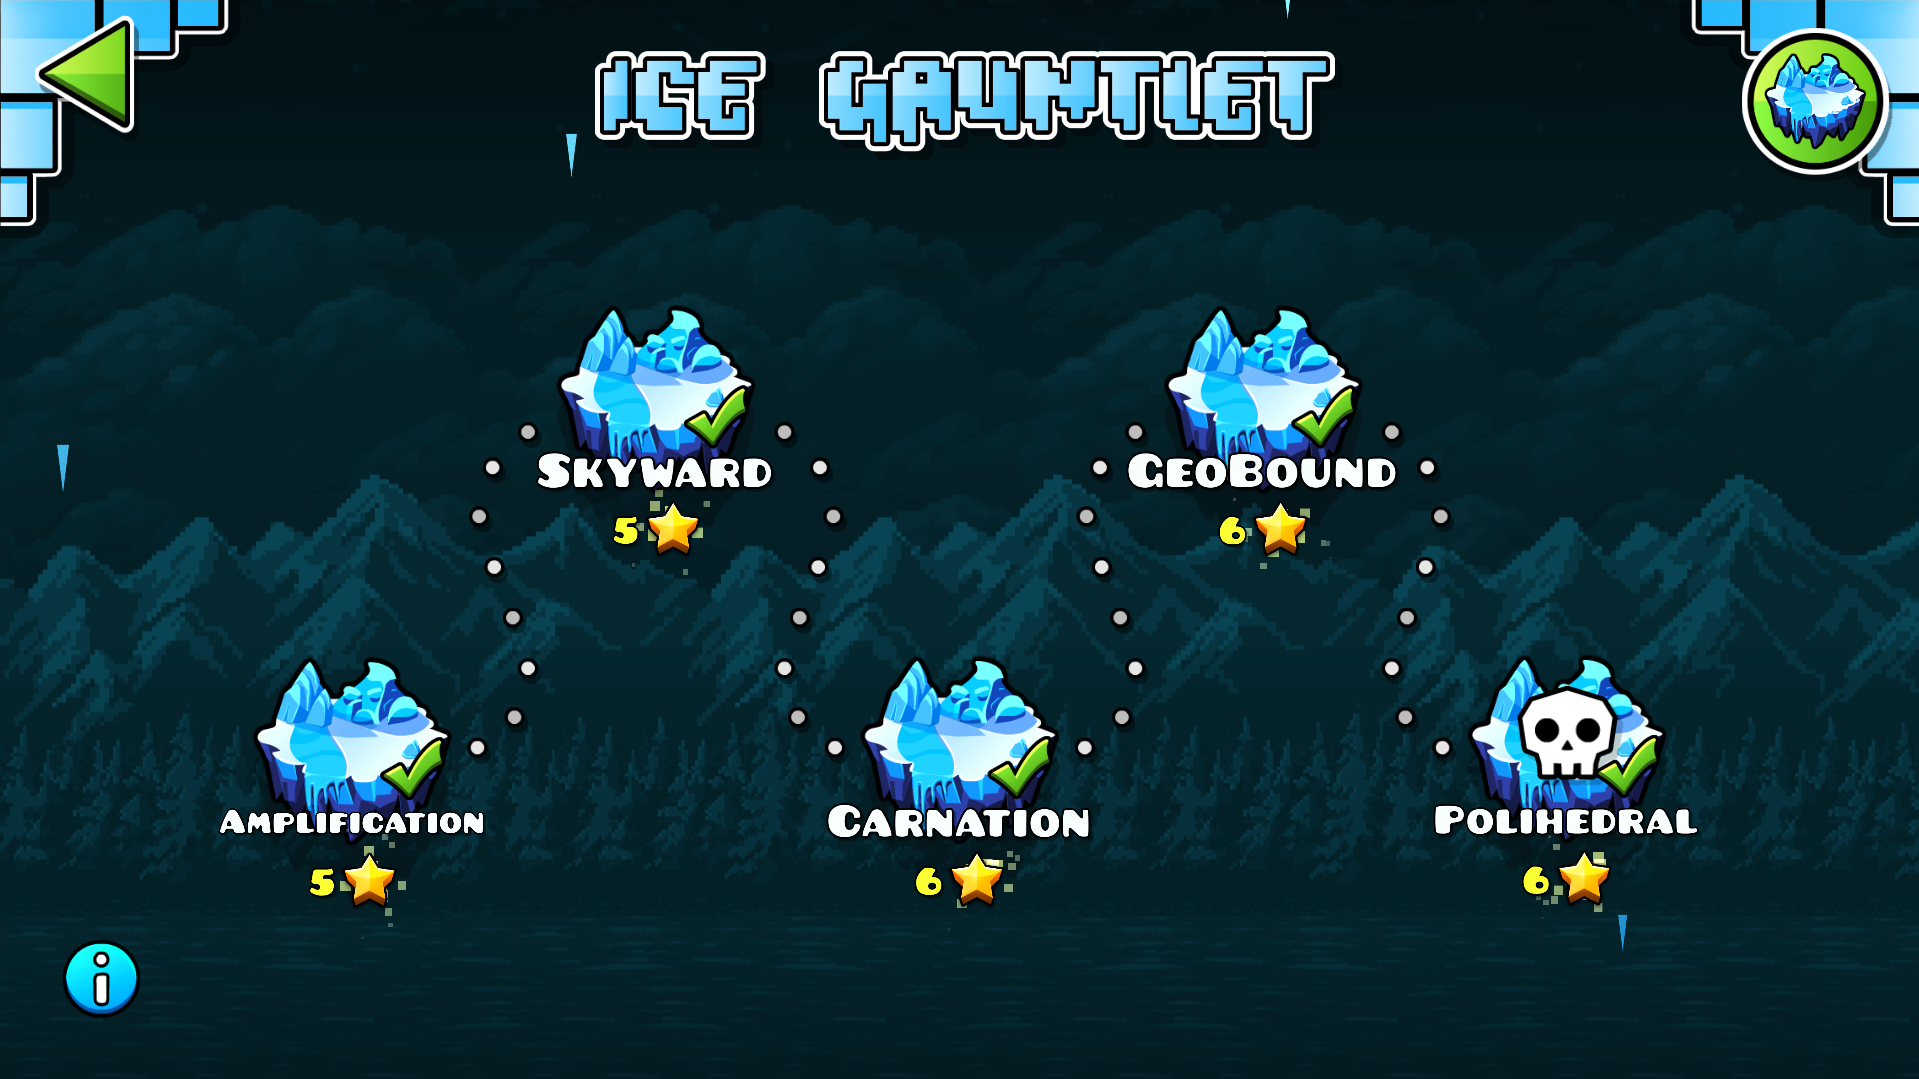 ICE GAUNTLET
SKYWARD
5
GEOBOUND
6
AMPLIFICATION
5
CARNATION
6
POLIHEDRAL
6
i